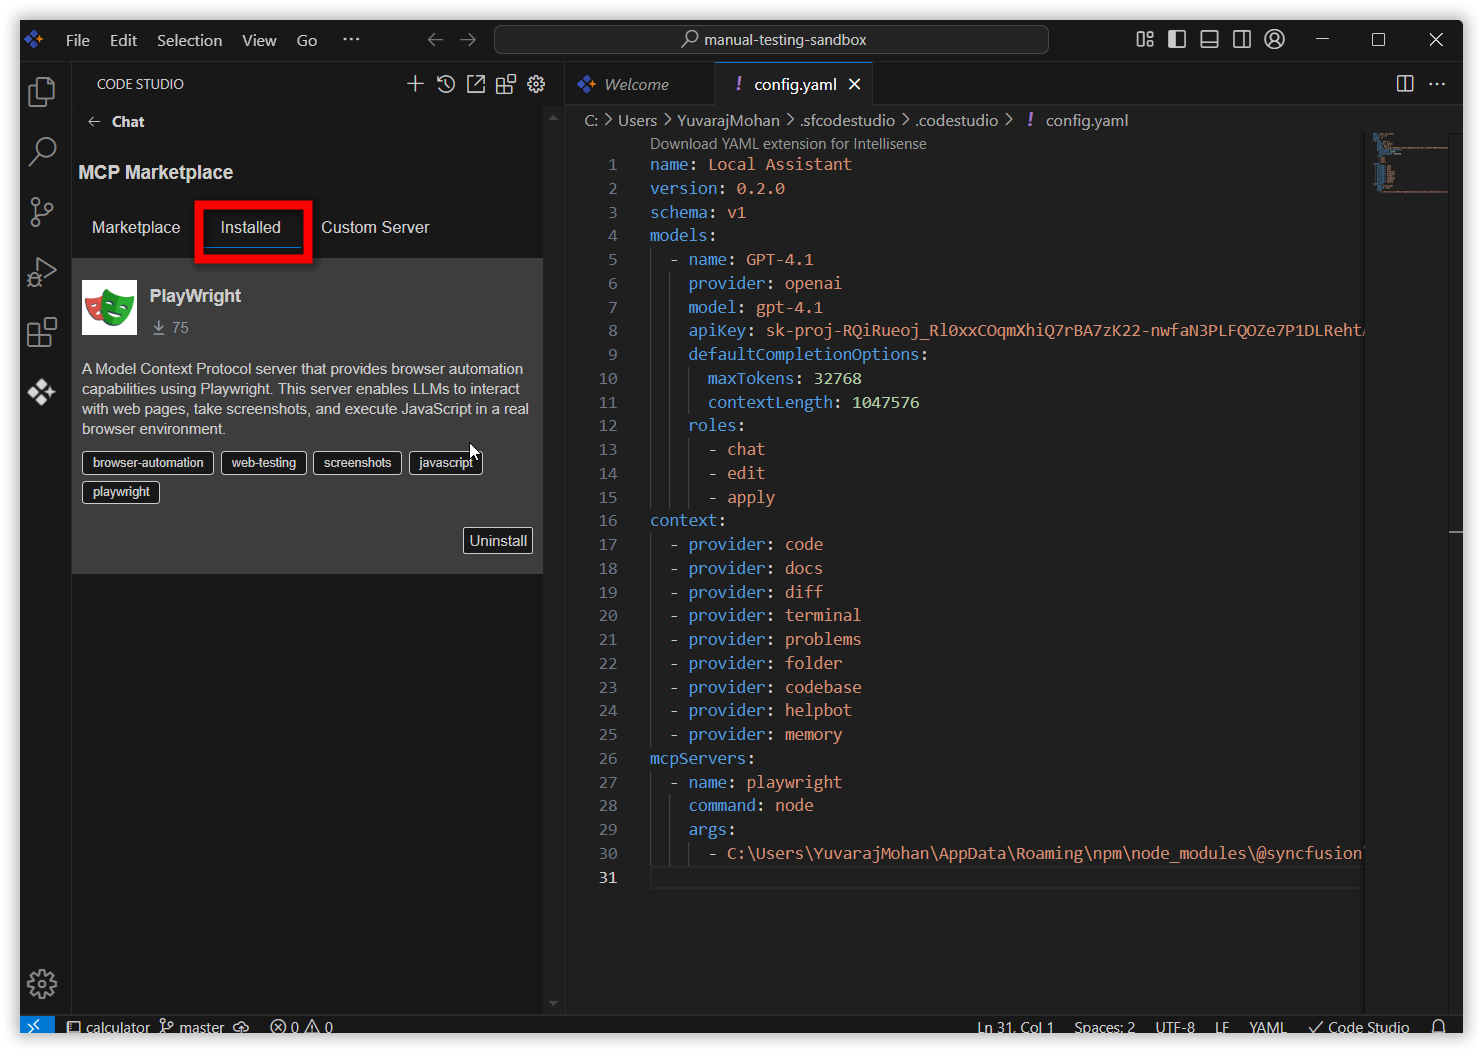 File Edit Selection View Go ···
manual-testing-sandbox
CODE STUDIO
Chat
MCP Marketplace
Marketplace Installed Custom Server
PlayWright
75
A Model Context Protocol server that provides browser automation
capabilities using Playwright. This server enables LLMs to interact
with web pages, take screenshots, and execute JavaScript in a real
browser environment.
browser-automation web-testing screenshots javascript
playwright
Uninstall
Welcome ! config.yaml
C: > Users > YuvarajMohan > .sfcodestudio > .codestudio > ! config.yaml
Download YAML extension for Intellisense
1 name: Local Assistant
2 version: 0.2.0
3 schema: v1
4 models:
5 - name: GPT-4.1
6 provider: openai
7 model: gpt-4.1
8 apiKey: sk-proj-RQiRueoj_Rl0xxCOqmXhiQ7rBA7zK22-nwfaN3PLFQOZe7P1DLReht
9 defaultCompletionOptions:
10 maxTokens: 32768
11 contextLength: 1047576
12 roles:
13 - chat
14 - edit
15 - apply
16 context:
17 - provider: code
18 - provider: docs
19 - provider: diff
20 - provider: terminal
21 - provider: problems
22 - provider: folder
23 - provider: codebase
24 - provider: helpbot
25 - provider: memory
26 mcpServers:
27 - name: playwright
28 command: node
29 args:
30 - C:\Users\YuvarajMohan\AppData\Roaming\npm\node_modules\@syncfusion\
31
calculator master 0 0 Ln 31, Col 1 Spaces: 2 UTF-8 LF YAML Code Studio